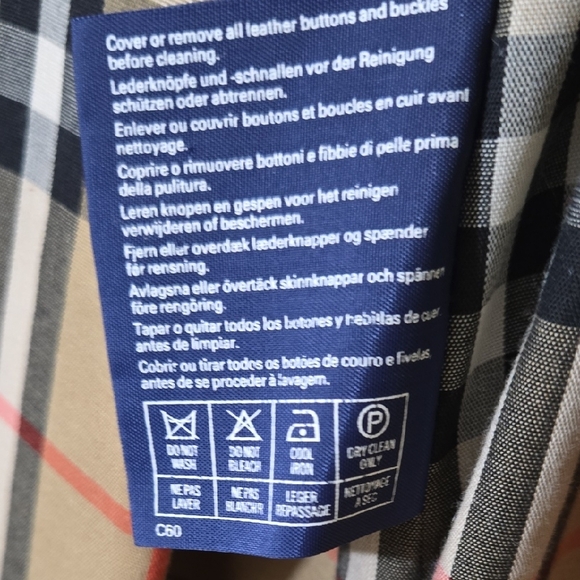 Cover or remove all leather buttons and buckles
before cleaning.
Lederknöpfe und -schnallen vor der Reinigung
schützen oder abtrennen.
Enlever ou couvrir boutons et boucles en cuir avant
nettoyage.
Coprire o rimuovere bottoni e fibbie di pelle prima
della pulitura.
Leren knopen en gespen voor het reinigen
verwijderen of beschermen.
Fjern eller overdæk læderknapper og spænder
før rensning.
Avlagsna eller övertäck skinnknappar och spännen
före rengöring.
Tapar o quitar todos los botones y hebillas de cuer
antes de limpiar.
Cobrir ou tirar todos os botões de couro e fivelas
antes de se proceder à lavagem.
P
DO NOT
WASH
DO NOT
BLEACH
COOL
IRON
DRY CLEAN
ONLY
NE PAS
LAVER
NE PAS
BLANCHIR
LEGER
REPASSAGE
NETTOYAGE
A SEC
C60